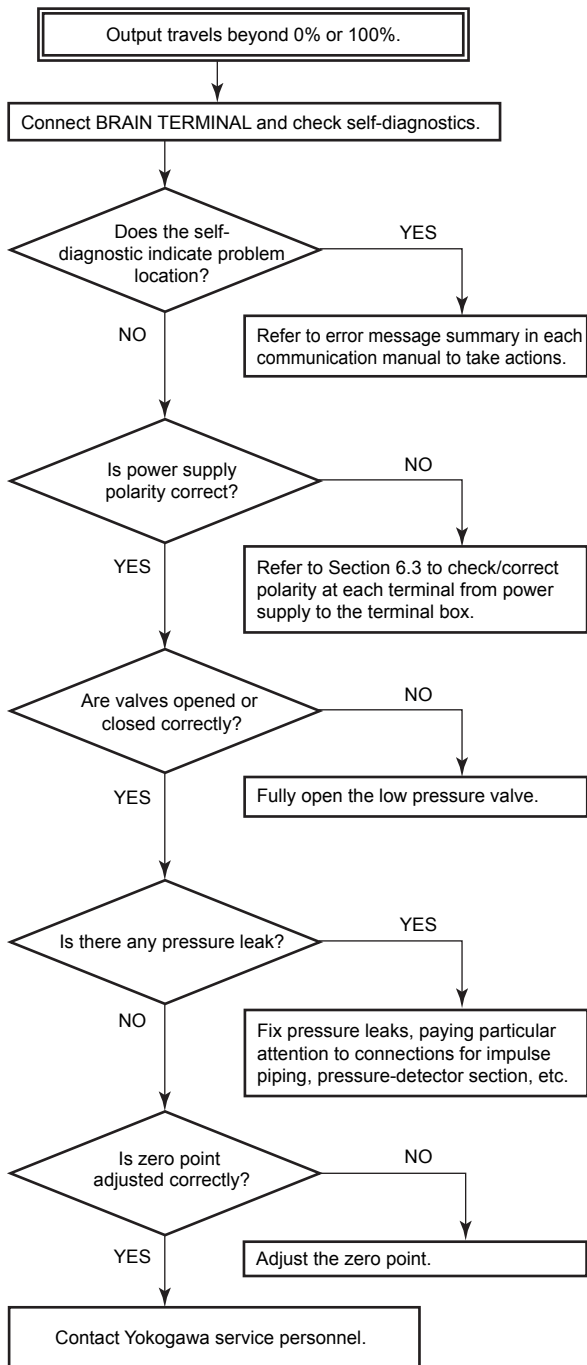 Output travels beyond 0% or 100%.
Connect BRAIN TERMINAL and check self-diagnostics.
Does the self-
diagnostic indicate problem
location?
YES
NO
Refer to error message summary in each
communication manual to take actions.
Is power supply
polarity correct?
NO
YES
Refer to Section 6.3 to check/correct
polarity at each terminal from power
supply to the terminal box.
Are valves opened or
closed correctly?
NO
YES
Fully open the low pressure valve.
Is there any pressure leak?
YES
NO
Fix pressure leaks, paying particular
attention to connections for impulse
piping, pressure-detector section, etc.
Is zero point
adjusted correctly?
NO
YES
Adjust the zero point.
Contact Yokogawa service personnel.